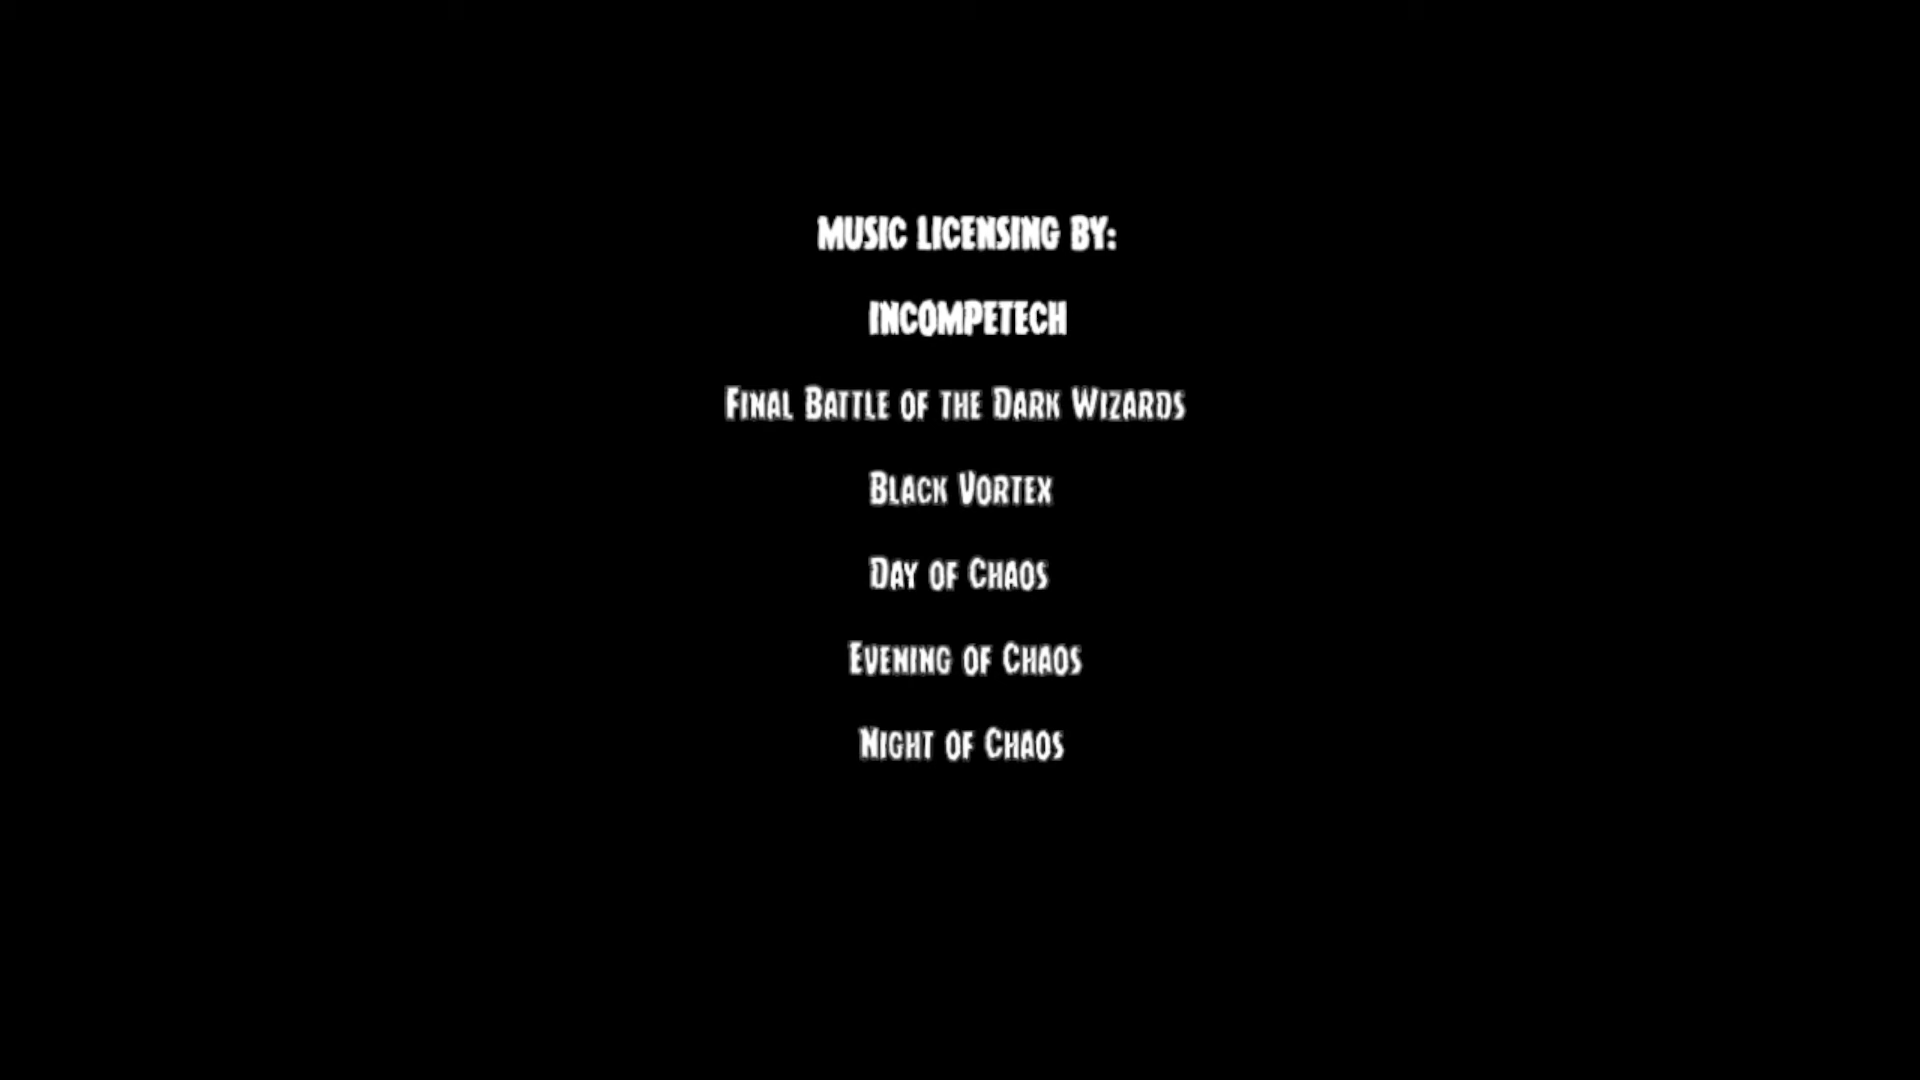 MUSIC LICENSING BY:
INCOMPETECH
Final Battle of the Dark Wizards
Black Vortex
Day of Chaos
Evening of Chaos
Night of Chaos